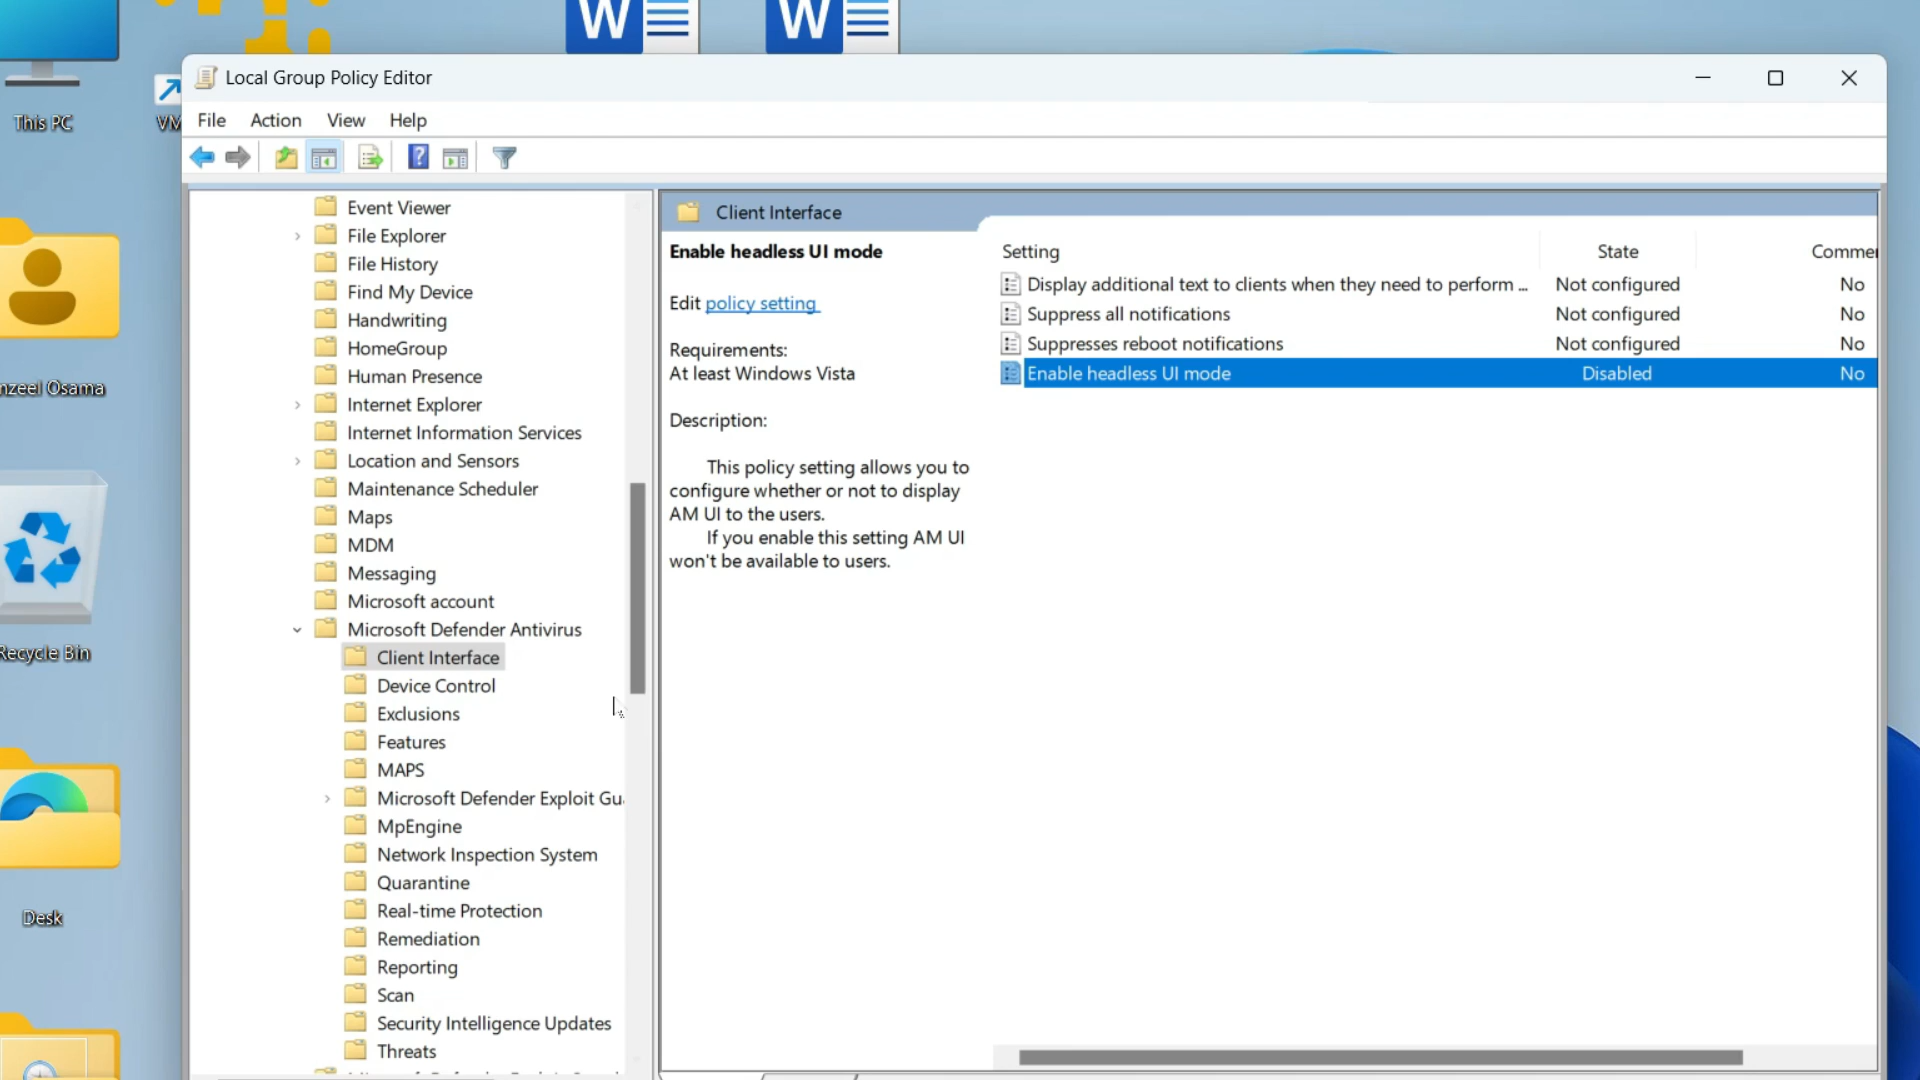 W
W
This PC
VM
nzeel Osama
Recycle Bin
Desk
Local Group Policy Editor
File Action View Help
Event Viewer
File Explorer
File History
Find My Device
Handwriting
HomeGroup
Human Presence
Internet Explorer
Internet Information Services
Location and Sensors
Maintenance Scheduler
Maps
MDM
Messaging
Microsoft account
Microsoft Defender Antivirus
Client Interface
Device Control
Exclusions
Features
MAPS
Microsoft Defender Exploit Gu
MpEngine
Network Inspection System
Quarantine
Real-time Protection
Remediation
Reporting
Scan
Security Intelligence Updates
Threats
Client Interface
Enable headless UI mode
Edit policy setting
Requirements:
At least Windows Vista
Description:
This policy setting allows you to
configure whether or not to display
AM UI to the users.
If you enable this setting AM UI
won't be available to users.
Setting State Comme
Display additional text to clients when they need to perform ... Not configured No
Suppress all notifications Not configured No
Suppresses reboot notifications Not configured No
Enable headless UI mode Disabled No